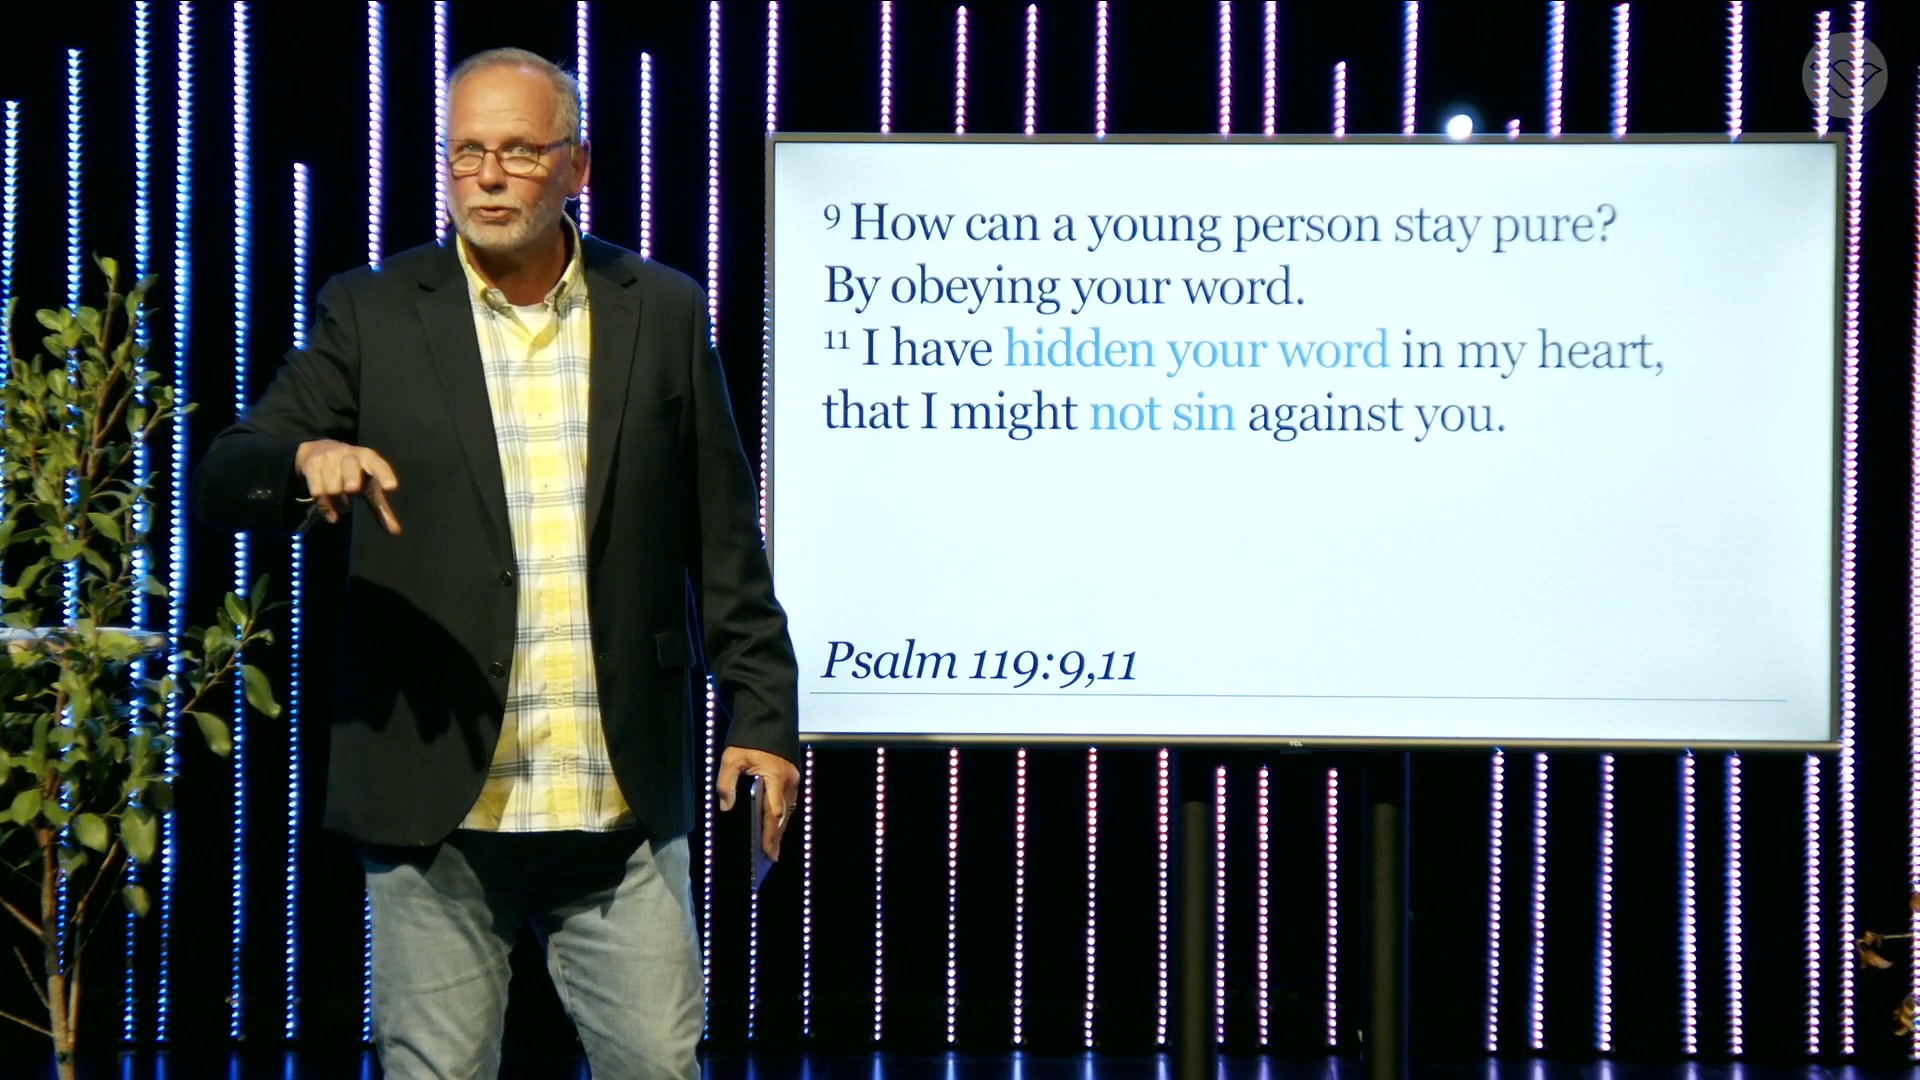 ⁹ How can a young person stay pure?
By obeying your word.
¹¹ I have hidden your word in my heart,
that I might not sin against you.
Psalm 119:9,11
TCL